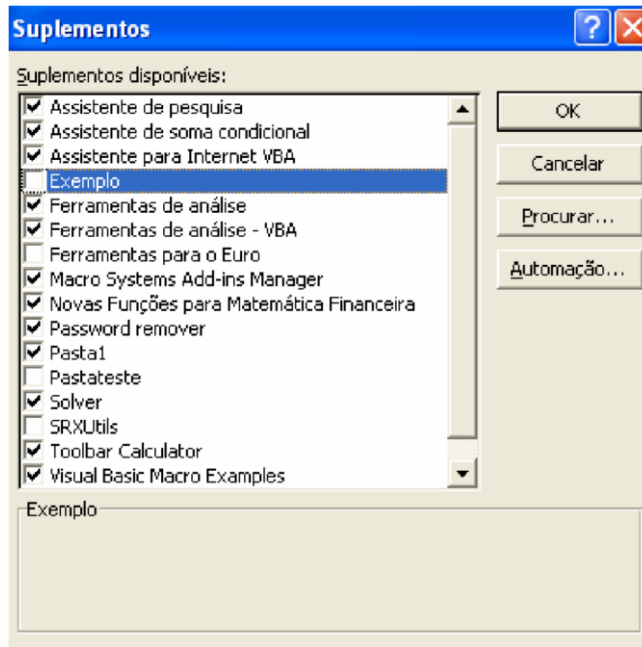 Suplementos
Suplementos disponíveis:
Assistente de pesquisa
Assistente de soma condicional
Assistente para Internet VBA
Exemplo
Ferramentas de análise
Ferramentas de análise - VBA
Ferramentas para o Euro
Macro Systems Add-ins Manager
Novas Funções para Matemática Financeira
Password remover
Pasta1
Pastateste
Solver
SRXUtils
Toolbar Calculator
Visual Basic Macro Examples
OK
Cancelar
Procurar...
Automação...
Exemplo